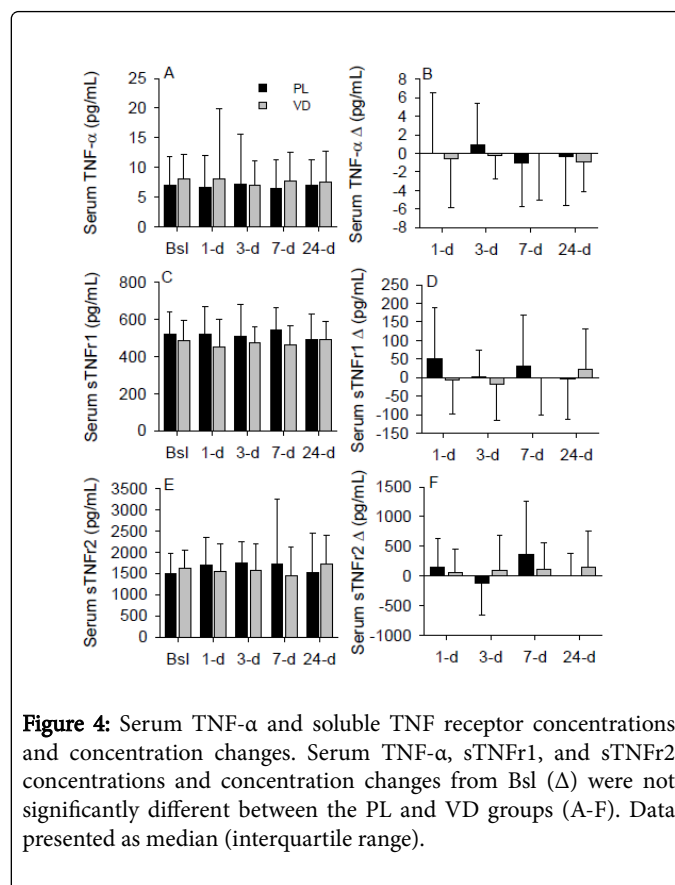 A
B
PL
VD
Serum TNF-α (pg/mL)
25
20
15
10
5
0
Bsl 1-d 3-d 7-d 24-d
Serum TNF-α Δ (pg/mL)
8
6
4
2
0
-2
-4
-6
-8
1-d 3-d 7-d 24-d
C
D
Serum sTNFr1 (pg/mL)
800
600
400
200
0
Bsl 1-d 3-d 7-d 24-d
Serum sTNFr1 Δ (pg/mL)
250
200
150
100
50
0
-50
-100
-150
1-d 3-d 7-d 24-d
E
F
Serum sTNFr2 (pg/mL)
3500
3000
2500
2000
1500
1000
500
0
Bsl 1-d 3-d 7-d 24-d
Serum sTNFr2 Δ (pg/mL)
1500
1000
500
0
-500
-1000
1-d 3-d 7-d 24-d
Figure 4: Serum TNF-α and soluble TNF receptor concentrations
and concentration changes. Serum TNF-α, sTNFr1, and sTNFr2
concentrations and concentration changes from Bsl (Δ) were not
significantly different between the PL and VD groups (A-F). Data
presented as median (interquartile range).